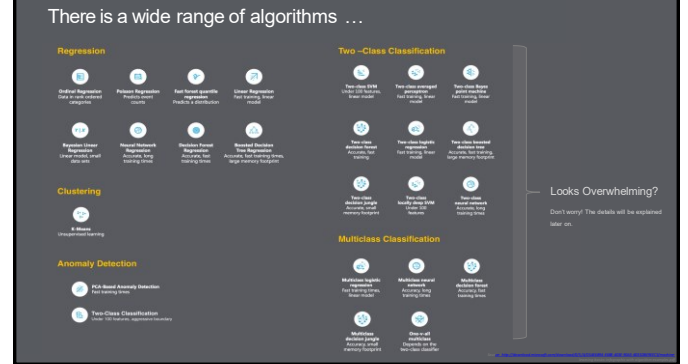 There is a wide range of algorithms …
Regression
Ordinal Regression
Data in rank ordered
categories
Poisson Regression
Predicts event
counts
Fast forest quantile
regression
Predicts a distribution
Linear Regression
Fast training, linear
model
Bayesian Linear
Regression
Linear model, small
data sets
Neural Network
Regression
Accurate, long
training times
Decision Forest
Regression
Accurate, fast
training times
Boosted Decision
Tree Regression
Accurate, fast training times,
large memory footprint
Clustering
K-Means
Unsupervised learning
Anomaly Detection
PCA-Based Anomaly Detection
Fast training times
Two-Class Classification
Under 100 features, aggressive boundary
Two –Class Classification
Two-class SVM
Under 100 features,
linear model
Two-class averaged
perceptron
Fast training, linear
model
Two-class Bayes
point machine
Fast training, linear
model
Two-class
decision forest
Accurate, fast
training
Two-class logistic
regression
Fast training, linear
model
Two-class boosted
decision tree
Accurate, fast training,
large memory footprint
Two-class
decision jungle
Accurate, small
memory footprint
Two-class
locally deep SVM
Under 100
features
Two-class
neural network
Accurate, long
training times
Multiclass Classification
Multiclass logistic
regression
Fast training times,
linear model
Multiclass neural
network
Accuracy, long
training times
Multiclass
decision forest
Accuracy, fast
training times
Multiclass
decision jungle
Accuracy, small
memory footprint
One-v-all
multiclass
Depends on the
two-class classifier
Looks Overwhelming?
Don't worry! The details will be explained
later on.